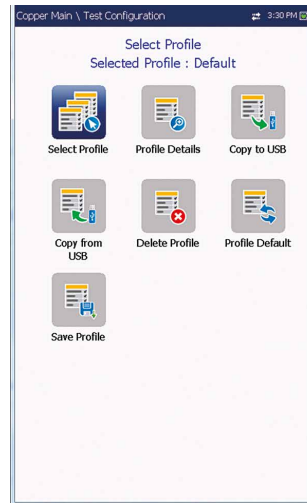 Copper Main \ Test Configuration 3:30 PM
Select Profile
Selected Profile : Default
Select Profile
Profile Details
Copy to USB
Copy from
USB
Delete Profile
Profile Default
Save Profile